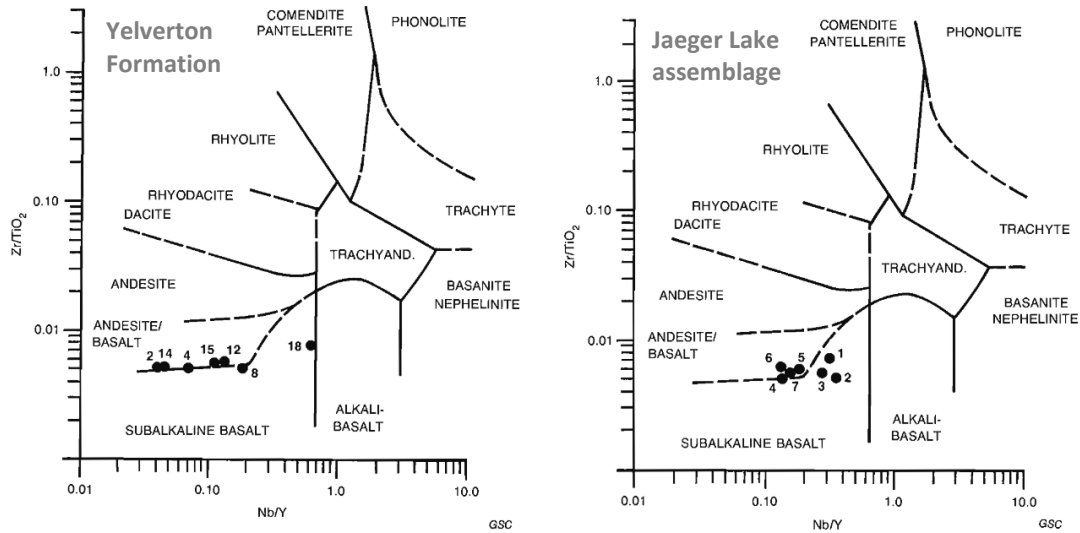 Yelverton
Formation
COMENDITE
PANTELLERITE
PHONOLITE
1.0
RHYOLITE
0.10
RHYODACITE
DACITE
TRACHYTE
Zr/TiO2
TRACHYAND.
ANDESITE
BASANITE
NEPHELINITE
0.01
ANDESITE/
BASALT
2 14 4 15 12 8 18
SUBALKALINE BASALT
ALKALI-
BASALT
0.01 0.10 1.0 10.0
Nb/Y
GSC
Jaeger Lake
assemblage
COMENDITE
PANTELLERITE
PHONOLITE
1.0
RHYOLITE
0.10
RHYODACITE
DACITE
TRACHYTE
Zr/TiO2
TRACHYAND.
ANDESITE
BASANITE
NEPHELINITE
0.01
ANDESITE/
BASALT
6 5 1
4 7 3 2
SUBALKALINE BASALT
ALKALI-
BASALT
0.01 0.10 1.0 10.0
Nb/Y
GSC